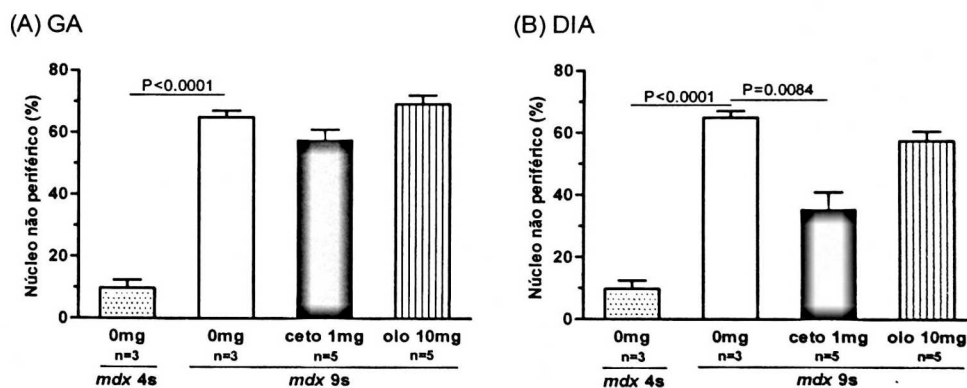 (A) GA
Núcleo não periférico (%)
80
60
40
20
0
P<0.0001
0mg 0mg ceto 1mg olo 10mg
n=3 n=3 n=5 n=5
mdx 4s mdx 9s
(B) DIA
Núcleo não periférico (%)
80
60
40
20
0
P<0.0001 P=0.0084
0mg 0mg ceto 1mg olo 10mg
n=3 n=3 n=5 n=5
mdx 4s mdx 9s